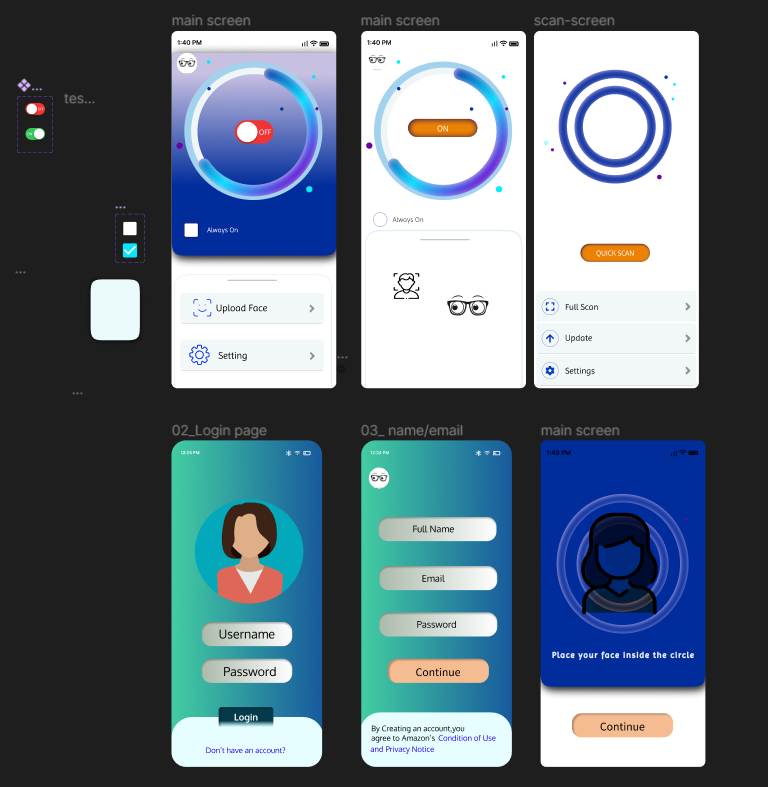 main screen
main screen
scan-screen
...
tes...
1:40 PM
1:40 PM
1:40 PM
OFF
ON
...
Always On
Always On
QUICK SCAN
...
Upload Face
Setting
Full Scan
Update
Settings
...
...
02_Login page
03_ name/email
main screen
12:24 PM
12:24 PM
1:40 PM
Username
Password
Login
Don't have an account?
Full Name
Email
Password
Continue
By Creating an account,you
agree to Amazon's Condition of Use
and Privacy Notice
Place your face inside the circle
Continue